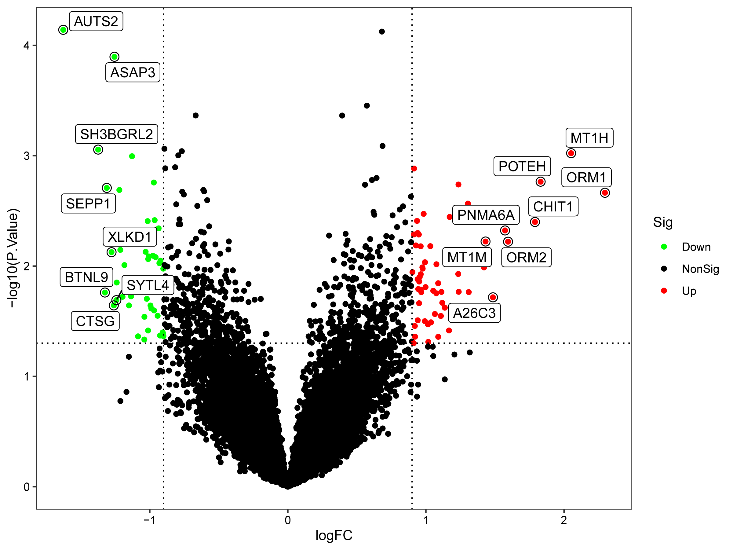 AUTS2
ASAP3
SH3BGRL2
SEPP1
XLKD1
BTNL9
SYTL4
CTSG
MT1H
POTEH
ORM1
CHIT1
PNMA6A
MT1M
ORM2
A26C3
4
3
2
1
0
−log10(P.Value)
−1
0
1
2
logFC
Sig
Down
NonSig
Up